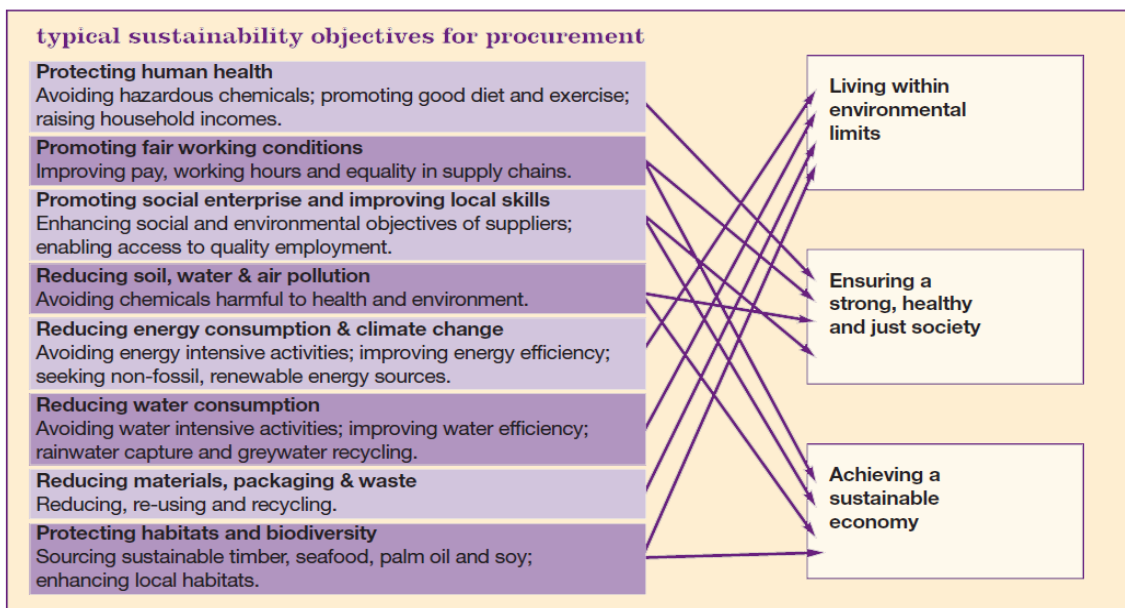 typical sustainability objectives for procurement
Protecting human health
Avoiding hazardous chemicals; promoting good diet and exercise;
raising household incomes.
Promoting fair working conditions
Improving pay, working hours and equality in supply chains.
Promoting social enterprise and improving local skills
Enhancing social and environmental objectives of suppliers;
enabling access to quality employment.
Reducing soil, water & air pollution
Avoiding chemicals harmful to health and environment.
Reducing energy consumption & climate change
Avoiding energy intensive activities; improving energy efficiency;
seeking non-fossil, renewable energy sources.
Reducing water consumption
Avoiding water intensive activities; improving water efficiency;
rainwater capture and greywater recycling.
Reducing materials, packaging & waste
Reducing, re-using and recycling.
Protecting habitats and biodiversity
Sourcing sustainable timber, seafood, palm oil and soy;
enhancing local habitats.
Living within
environmental
limits
Ensuring a
strong, healthy
and just society
Achieving a
sustainable
economy